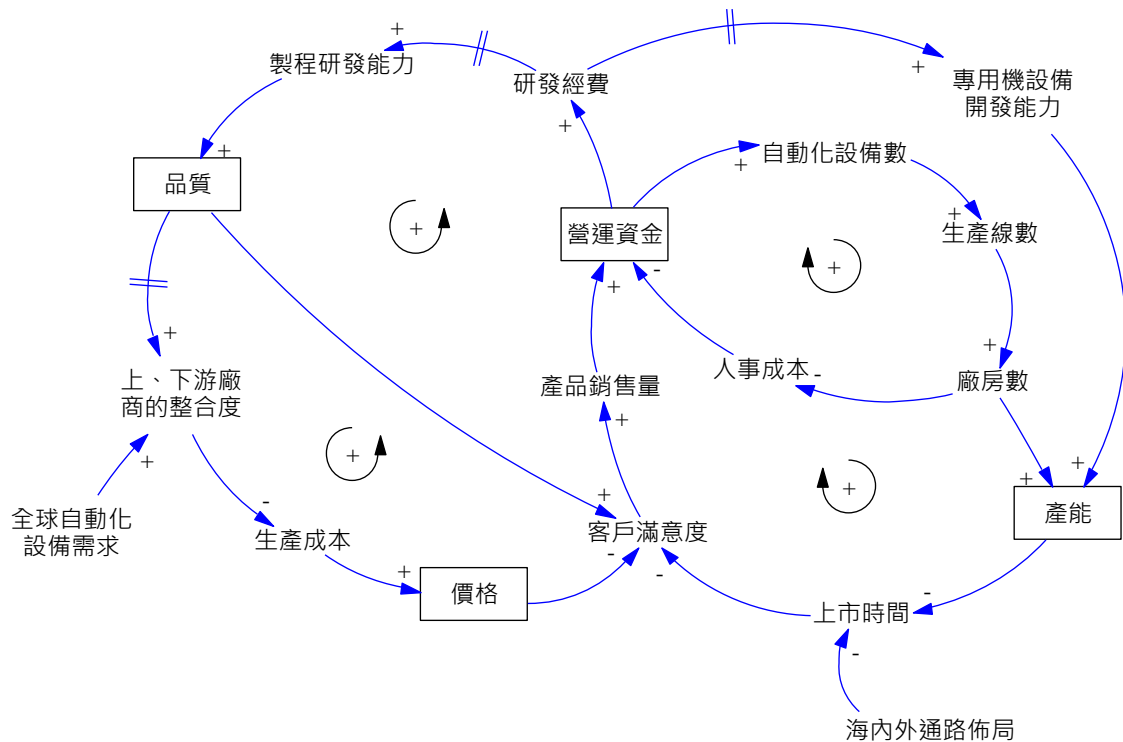 +
製程研發能力
研發經費
+
專用機設備
開發能力
+
+
品質
+
自動化設備數
+
+
營運資金
+
生產線數
-
+
+
+
+
上、下游廠
商的整合度
產品銷售量
人事成本
-
廠房數
+
+
+
+
+
+
+
+
產能
+
-
全球自動化
設備需求
生產成本
客戶滿意度
-
+
-
價格
-
上市時間
-
海內外通路佈局